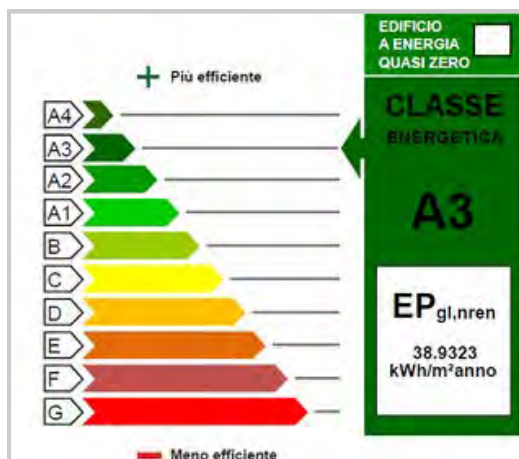 EDIFICIO
A ENERGIA
QUASI ZERO
+ Più efficiente
CLASSE
ENERGETICA
A3
A4
A3
A2
A1
B
C
D
E
F
G
EPgl,nren
38.9323
kWh/m²anno
Meno efficiente